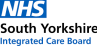 NHS
South Yorkshire
Integrated Care Board